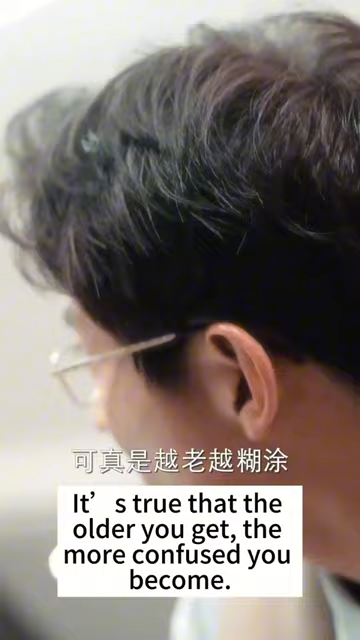 可真是越老越糊涂
It’s true that the
older you get, the
more confused you
become.